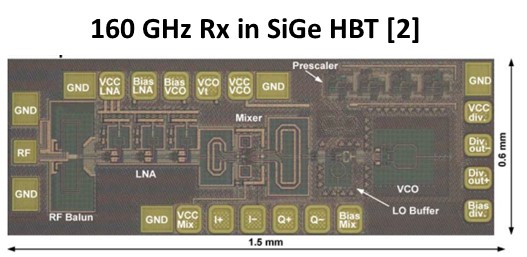 160 GHz Rx in SiGe HBT [2]
Prescaler
GND
VCC
LNA
Bias
LNA
Bias
VCO
VCO
Vt
VCC
VCO
GND
GND
GND
RF
GND
Mixer
LNA
RF Balun
VCO
LO Buffer
VCC
div.
Div.
out−
Div.
out+
Bias
div.
GND
VCC
Mix
I+
I−
Q+
Q−
Bias
Mix
0.6 mm
1.5 mm